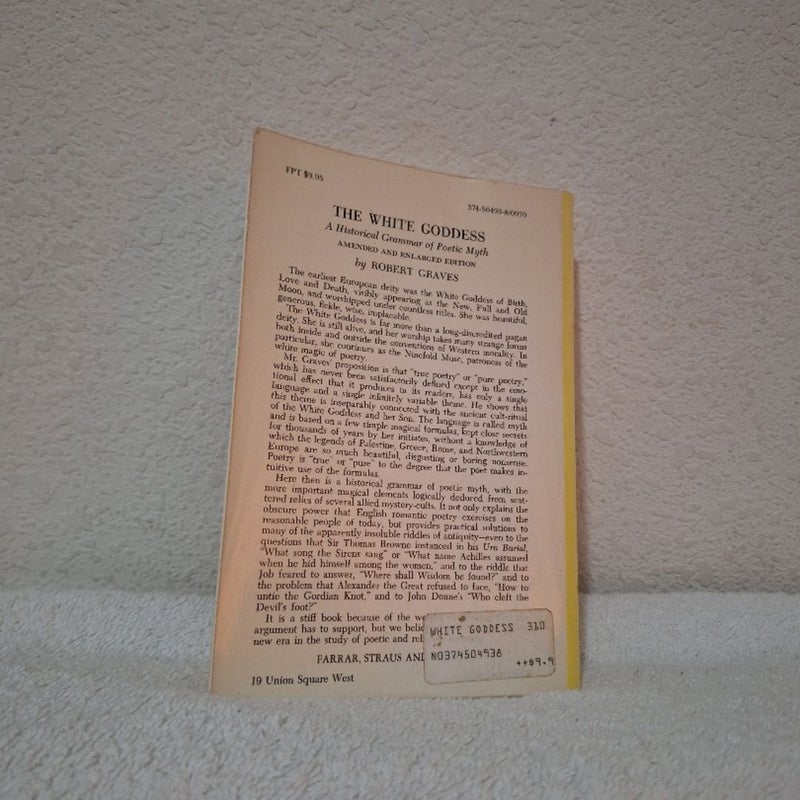 FPT $9.95
374-50493-8/0970
THE WHITE GODDESS
A Historical Grammar of Poetic Myth
AMENDED AND ENLARGED EDITION
by ROBERT GRAVES
The earliest European deity was the White Goddess of Birth,
Love and Death, visibly appearing as the New, Full and Old
Moon, and worshipped under countless titles. She was beautiful,
generous, fickle, wise, implacable.
The White Goddess is far more than a long-discredited pagan
deity. She is still alive, and her worship takes many strange forms
both inside and outside the conventions of Western morality. In
particular, she continues as the Ninefold Muse, patroness of the
white magic of poetry.
Mr. Graves' proposition is that "true poetry" or "pure poetry,"
which has never been satisfactorily defined except in the emo-
tional effect that it produces in its readers, has only a single
language and a single infinitely variable theme. He shows that
this theme is inseparably connected with the ancient cult-ritual
of the White Goddess and her Son. The language is called myth
and is based on a few simple magical formulas, kept close secrets
for thousands of years by her initiates, without a knowledge of
which the legends of Palestine, Greece, Rome, and Northwestern
Europe are so much beautiful, disgusting or boring nonsense.
Poetry is "true" or "pure" to the degree that the poet makes in-
tuitive use of the formulas.
Here then is a historical grammar of poetic myth, with the
more important magical elements logically deduced from scat-
tered relics of several allied mystery-cults. It not only explains the
obscure power that English romantic poetry exercises on the
reasonable people of today, but provides practical solutions to
many of the apparently insoluble riddles of antiquity—even to the
questions that Sir Thomas Browne instanced in his Urn Burial,
"What song the Sirens sang" or "What name Achilles assumed
when he hid himself among the women," and to the riddle that
Job feared to answer, "Where shall Wisdom be found?" and to
the problem that Alexander the Great refused to face, "How to
untie the Gordian Knot," and to John Donne's "Who cleft the
Devil's foot?"
It is a stiff book because of the
argument has to support, but we
new era in the study of poetic and
FARRAR, STRAUS AND
19 Union Square West
WHITE GODDESS 310
NO374504938
++$9.9